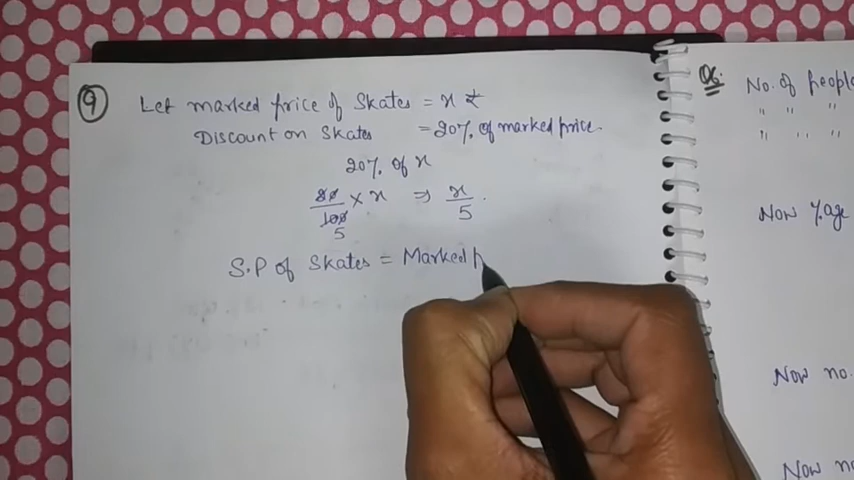 9 Let marked price of Skates = x ₹
Discount on Skates = 20% of marked price.
20% of x
20/100 × x ⇒ x/5.
5
S.P of Skates = Marked p
Q6. No. of people
" " "
" " "
Now %age
Now no.
Now no